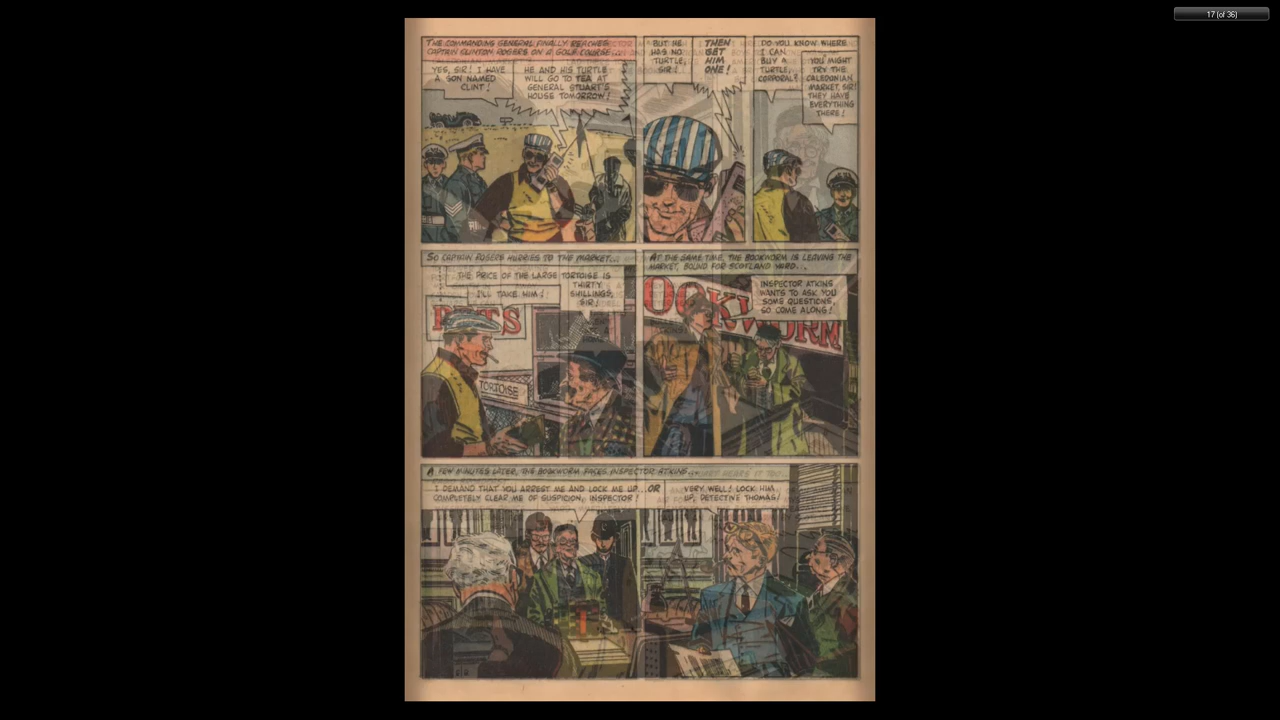 17 (of 36)
THE COMMANDING GENERAL FINALLY REACHES
CAPTAIN CLINTON ROGERS ON A GOLF COURSE...
YES, SIR! I HAVE
A SON NAMED
CLINT!
HE AND HIS TURTLE
WILL GO TO TEA AT
GENERAL STUART'S
HOUSE TOMORROW!
BUT HE
HAS NO
TURTLE,
SIR!
THEN
GET
HIM
ONE!
DO YOU KNOW WHERE
I CAN
BUY A
TURTLE,
CORPORAL?
YOU MIGHT
TRY THE
CALEDONIAN
MARKET, SIR!
THEY HAVE
EVERYTHING
THERE!
SO CAPTAIN ROGERS HURRIES TO THE MARKET...
THE PRICE OF THE LARGE TORTOISE IS
THIRTY
SHILLINGS,
SIR!
I'LL TAKE HIM!
PETS
TORTOISE
AT THE SAME TIME, THE BOOKWORM IS LEAVING THE
MARKET, BOUND FOR SCOTLAND YARD...
INSPECTOR ATKINS
WANTS TO ASK YOU
SOME QUESTIONS,
SO COME ALONG!
OOKWORM
A FEW MINUTES LATER, THE BOOKWORM FACES INSPECTOR ATKINS...
I DEMAND THAT YOU ARREST ME AND LOCK ME UP...OR
COMPLETELY CLEAR ME OF SUSPICION, INSPECTOR!
VERY WELL! LOCK HIM
UP, DETECTIVE THOMAS!